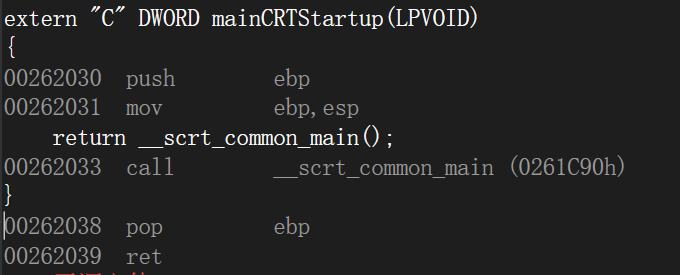 extern "C" DWORD mainCRTStartup(LPVOID)
{
00262030 push ebp
00262031 mov ebp,esp
return __scrt_common_main();
00262033 call __scrt_common_main (0261C90h)
}
00262038 pop ebp
00262039 ret